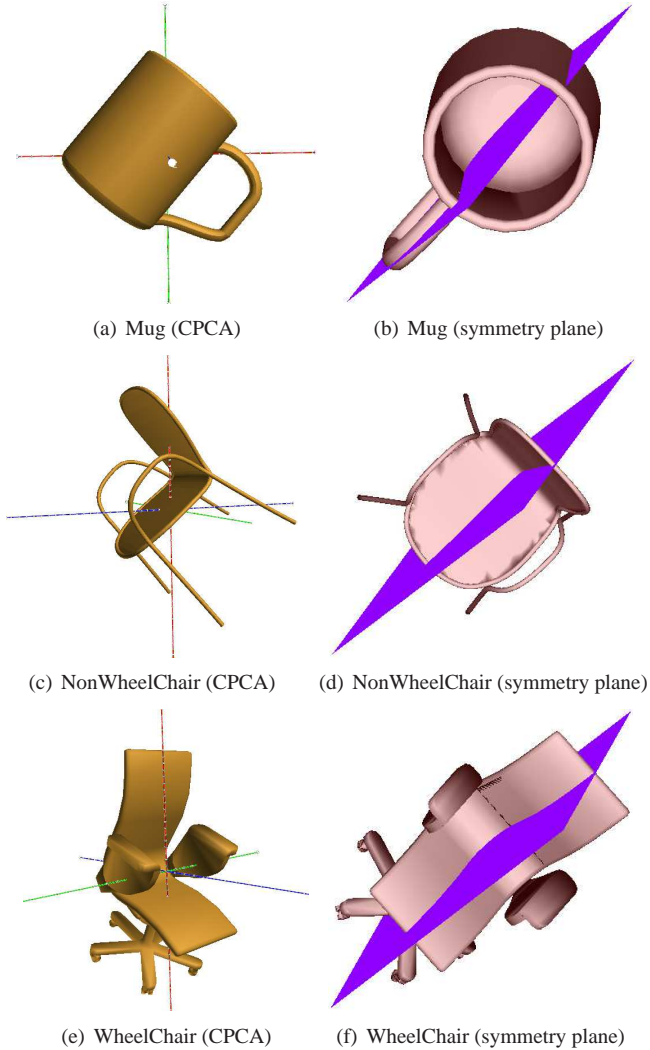 (a) Mug (CPCA)
(b) Mug (symmetry plane)
(c) NonWheelChair (CPCA)
(d) NonWheelChair (symmetry plane)
(e) WheelChair (CPCA)
(f) WheelChair (symmetry plane)